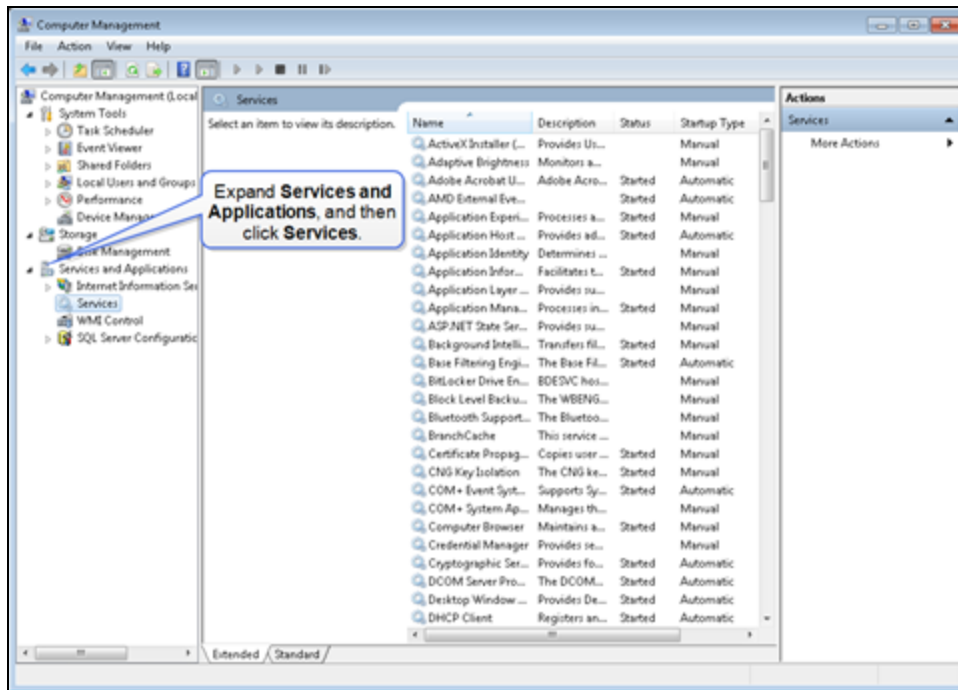 Computer Management
File Action View Help
Computer Management (Local
System Tools
Task Scheduler
Event Viewer
Shared Folders
Local Users and Groups
Performance
Device Manag
Storage
Disk Management
Services and Applications
Internet Information Se
Services
WMI Control
SQL Server Configuratic
Services
Select an item to view its description.
Expand Services and
Applications, and then
click Services.
Name Description Status Startup Type
ActiveX Installer (... Provides Us... Manual
Adaptive Brightness Monitors a... Manual
Adobe Acrobat U... Adobe Acro... Started Automatic
AMD External Eve... Started Automatic
Application Experi... Processes a... Started Manual
Application Host ... Provides ad... Started Automatic
Application Identity Determines ... Manual
Application Infor... Facilitates t... Started Manual
Application Layer ... Provides su... Manual
Application Mana... Processes in... Started Manual
ASP.NET State Ser... Provides su... Manual
Background Intelli... Transfers fil... Started Manual
Base Filtering Engi... The Base Fil... Started Automatic
BitLocker Drive En... BDESVC hos... Manual
Block Level Backu... The WBENG... Manual
Bluetooth Support... The Bluetoo... Manual
BranchCache This service ... Manual
Certificate Propag... Copies user ... Started Manual
CNG Key Isolation The CNG ke... Started Manual
COM+ Event Syst... Supports Sy... Started Automatic
COM+ System Ap... Manages th... Manual
Computer Browser Maintains a... Started Manual
Credential Manager Provides se... Manual
Cryptographic Ser... Provides fo... Started Automatic
DCOM Server Pro... The DCOM... Started Automatic
Desktop Window ... Provides De... Started Automatic
DHCP Client Registers an... Started Automatic
Extended Standard
Actions
Services
More Actions